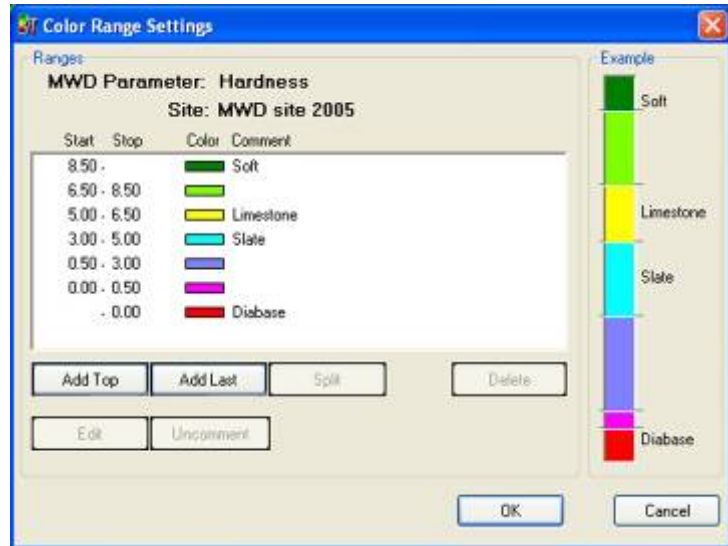 Color Range Settings
Ranges
MWD Parameter: Hardness
Site: MWD site 2005
Start Stop Color Comment
8.50 - Soft
6.50 - 8.50
5.00 - 6.50 Limestone
3.00 - 5.00 Slate
0.50 - 3.00
0.00 - 0.50
- 0.00 Diabase
Add Top Add Last Split Delete
Edit Uncomment
Example
Soft
Limestone
Slate
Diabase
OK Cancel